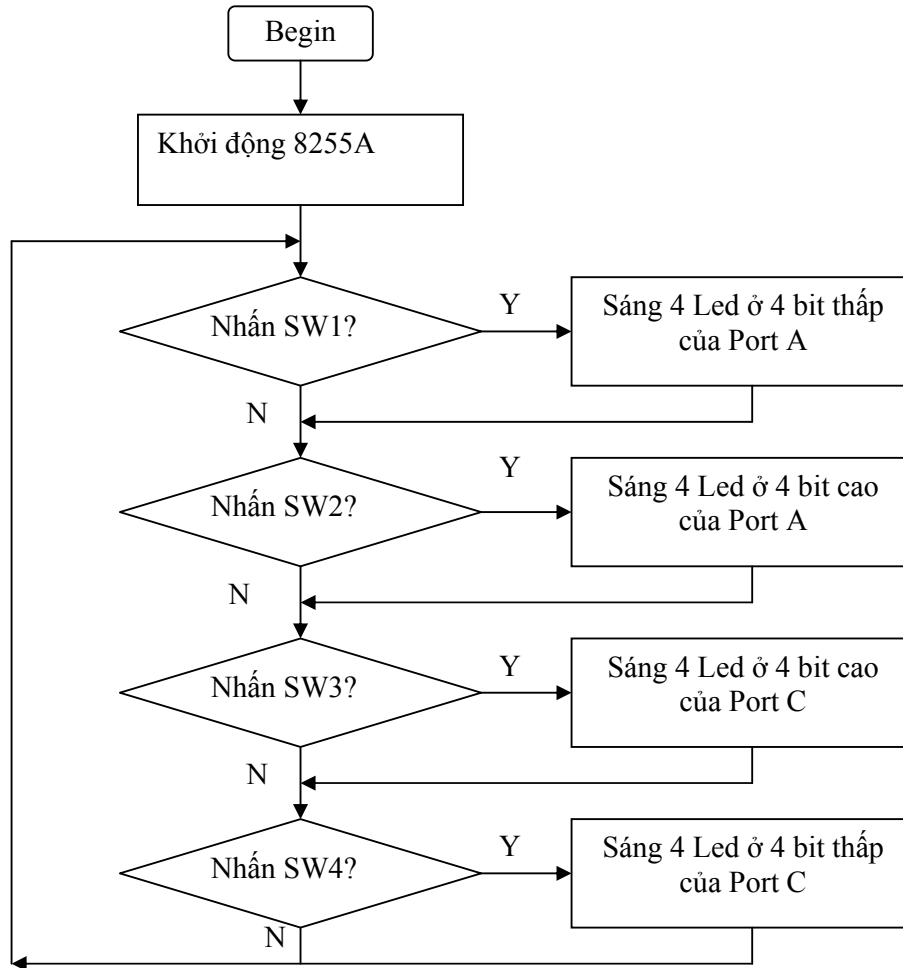 Begin
Khởi động 8255A
Nhấn SW1?
Y
Sáng 4 Led ở 4 bit thấp
của Port A
N
Nhấn SW2?
Y
Sáng 4 Led ở 4 bit cao
của Port A
N
Nhấn SW3?
Y
Sáng 4 Led ở 4 bit cao
của Port C
N
Nhấn SW4?
Y
Sáng 4 Led ở 4 bit thấp
của Port C
N